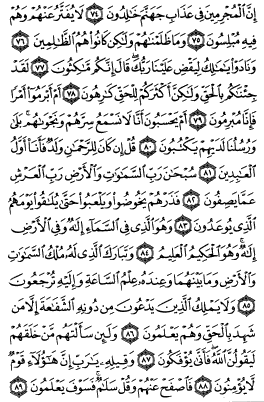 إِنَّ الْمُجْرِمِينَ فِي عَذَابِ جَهَنَّمَ خَالِدُونَ ٧٤ لَا يُفَتَّرُ عَنْهُمْ وَهُمْ
فِيهِ مُبْلِسُونَ ٧٥ وَمَا ظَلَمْنَاهُمْ وَلَٰكِن كَانُوا هُمُ الظَّالِمِينَ ٧٦
وَنَادَوْا يَا مَالِكُ لِيَقْضِ عَلَيْنَا رَبُّكَ قَالَ إِنَّكُم مَّاكِثُونَ ٧٧ لَقَدْ
جِئْنَاكُم بِالْحَقِّ وَلَٰكِنَّ أَكْثَرَكُمْ لِلْحَقِّ كَارِهُونَ ٧٨ أَمْ أَبْرَمُوا أَمْرًا
فَإِنَّا مُبْرِمُونَ ٧٩ أَمْ يَحْسَبُونَ أَنَّا لَا نَسْمَعُ سِرَّهُمْ وَنَجْوَاهُم بَلَىٰ
وَرُسُلُنَا لَدَيْهِمْ يَكْتُبُونَ ٨٠ قُلْ إِن كَانَ لِلرَّحْمَٰنِ وَلَدٌ فَأَنَا أَوَّلُ
الْعَابِدِينَ ٨١ سُبْحَانَ رَبِّ السَّمَاوَاتِ وَالْأَرْضِ رَبِّ الْعَرْشِ
عَمَّا يَصِفُونَ ٨٢ فَذَرْهُمْ يَخُوضُوا وَيَلْعَبُوا حَتَّىٰ يُلَاقُوا يَوْمَهُمُ
الَّذِي يُوعَدُونَ ٨٣ وَهُوَ الَّذِي فِي السَّمَاءِ إِلَٰهٌ وَفِي الْأَرْضِ
إِلَٰهٌ وَهُوَ الْحَكِيمُ الْعَلِيمُ ٨٤ وَتَبَارَكَ الَّذِي لَهُ مُلْكُ السَّمَاوَاتِ
وَالْأَرْضِ وَمَا بَيْنَهُمَا وَعِندَهُ عِلْمُ السَّاعَةِ وَإِلَيْهِ تُرْجَعُونَ
٨٥ وَلَا يَمْلِكُ الَّذِينَ يَدْعُونَ مِن دُونِهِ الشَّفَاعَةَ إِلَّا مَن
شَهِدَ بِالْحَقِّ وَهُمْ يَعْلَمُونَ ٨٦ وَلَئِن سَأَلْتَهُم مَّنْ خَلَقَهُمْ
لَيَقُولُنَّ اللَّهُ فَأَنَّىٰ يُؤْفَكُونَ ٨٧ وَقِيلِهِ يَا رَبِّ إِنَّ هَٰؤُلَاءِ قَوْمٌ
لَّا يُؤْمِنُونَ ٨٨ فَاصْفَحْ عَنْهُمْ وَقُلْ سَلَامٌ فَسَوْفَ يَعْلَمُونَ ٨٩